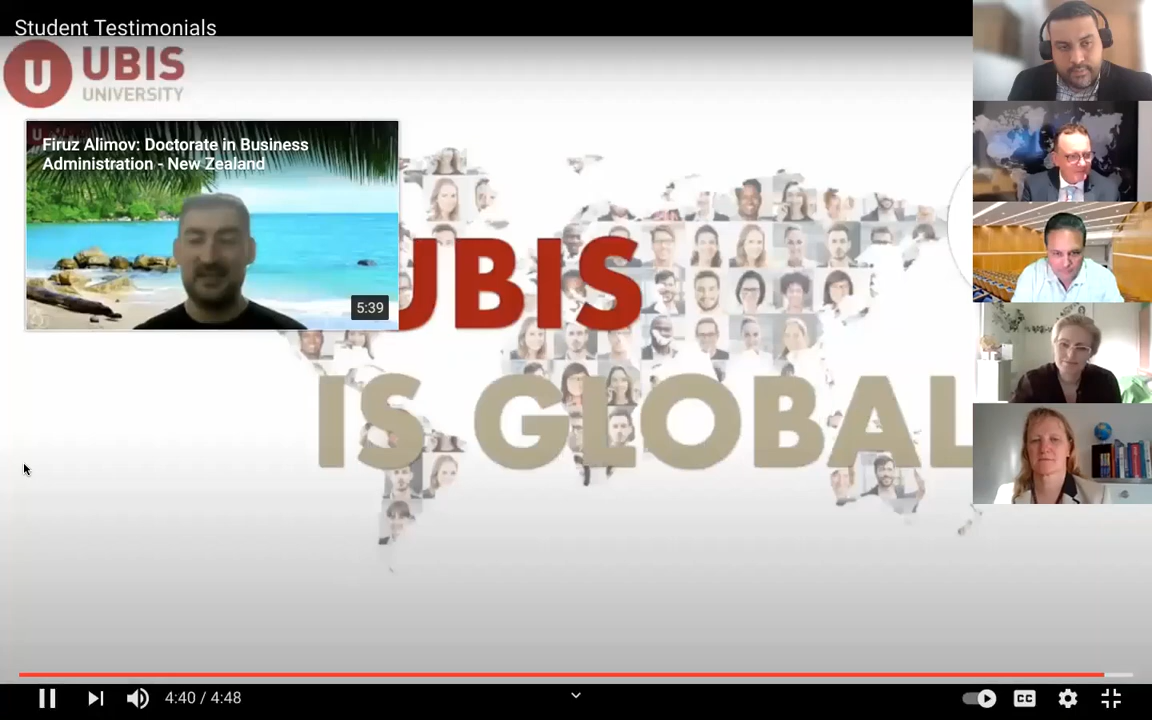 Student Testimonials
U
UBIS
UNIVERSITY
Firuz Alimov: Doctorate in Business
Administration - New Zealand
5:39
UBIS
IS GLOBAL
4:40 / 4:48
CC